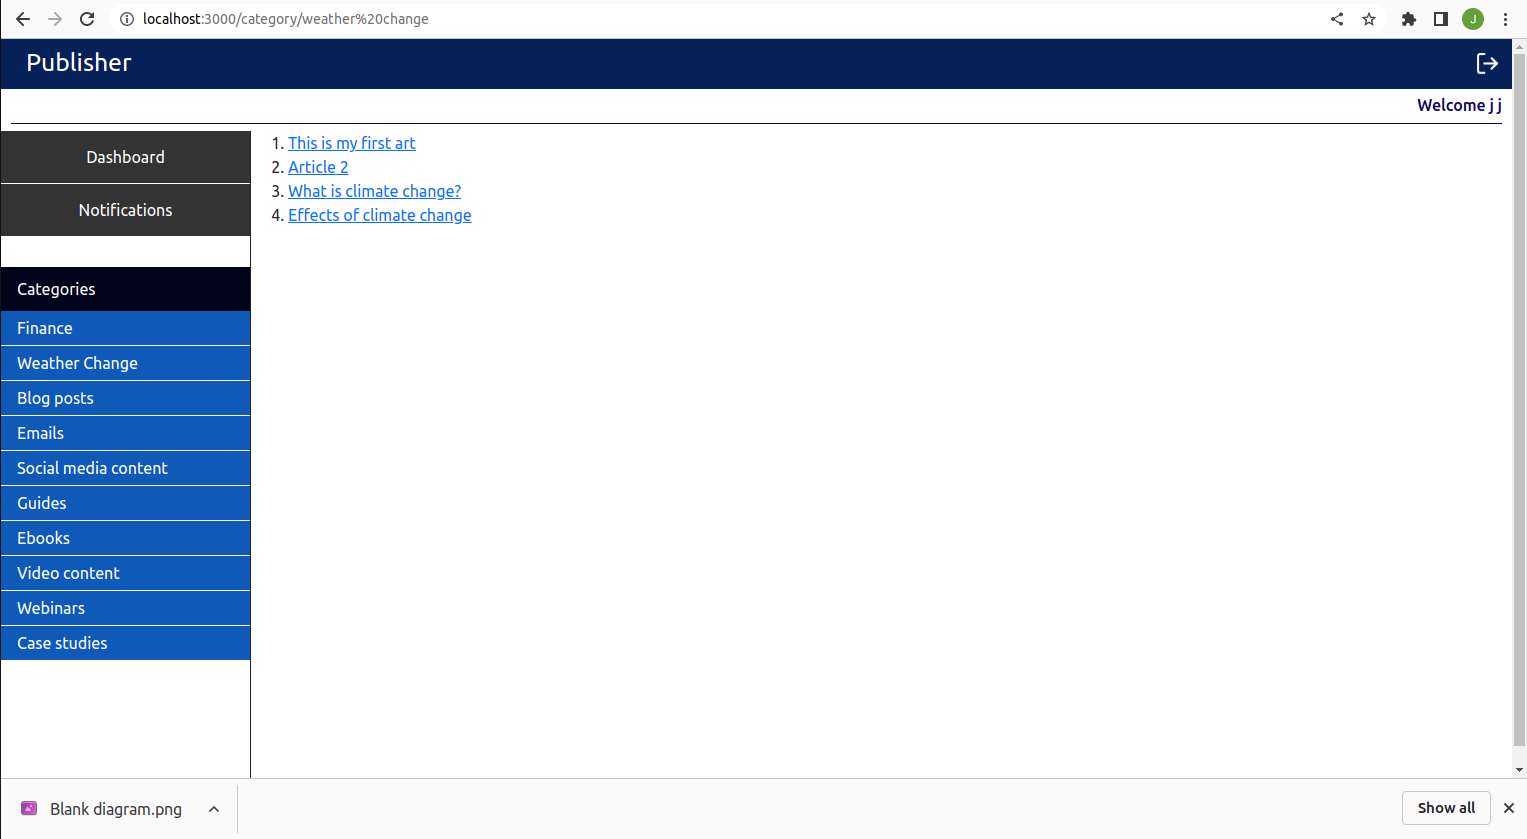 localhost:3000/category/weather%20change
J
Publisher
Welcome j j
Dashboard
Notifications
Categories
Finance
Weather Change
Blog posts
Emails
Social media content
Guides
Ebooks
Video content
Webinars
Case studies
1. This is my first art
2. Article 2
3. What is climate change?
4. Effects of climate change
Blank diagram.png
Show all